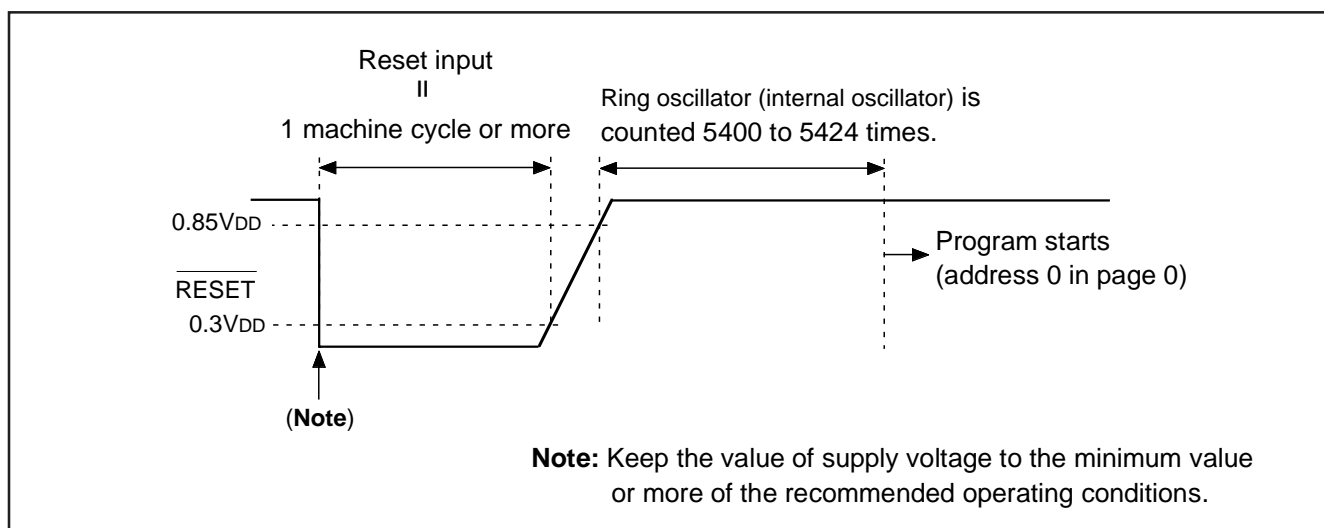 Reset input
=
1 machine cycle or more
Ring oscillator (internal oscillator) is
counted 5400 to 5424 times.
0.85VDD
Program starts
(address 0 in page 0)
RESET
0.3VDD
(Note)
Note: Keep the value of supply voltage to the minimum value
or more of the recommended operating conditions.